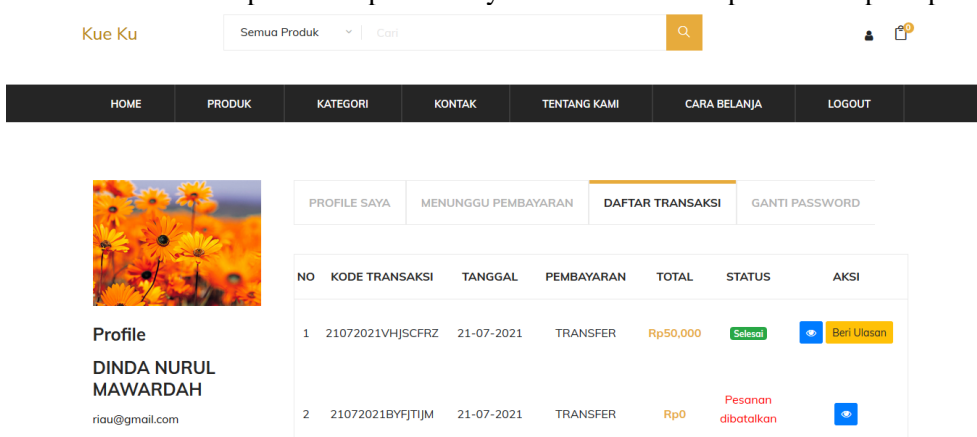 Kue Ku
Semua Produk
Cari
0
HOME PRODUK KATEGORI KONTAK TENTANG KAMI CARA BELANJA LOGOUT
PROFILE SAYA MENUNGGU PEMBAYARAN DAFTAR TRANSAKSI GANTI PASSWORD
NO KODE TRANSAKSI TANGGAL PEMBAYARAN TOTAL STATUS AKSI
1 21072021VHJSCFRZ 21-07-2021 TRANSFER Rp50,000 Selesai Beri Ulasan
2 21072021BYFJTIJM 21-07-2021 TRANSFER Rp0 Pesanan
dibatalkan
Profile
DINDA NURUL
MAWARDAH
riau@gmail.com